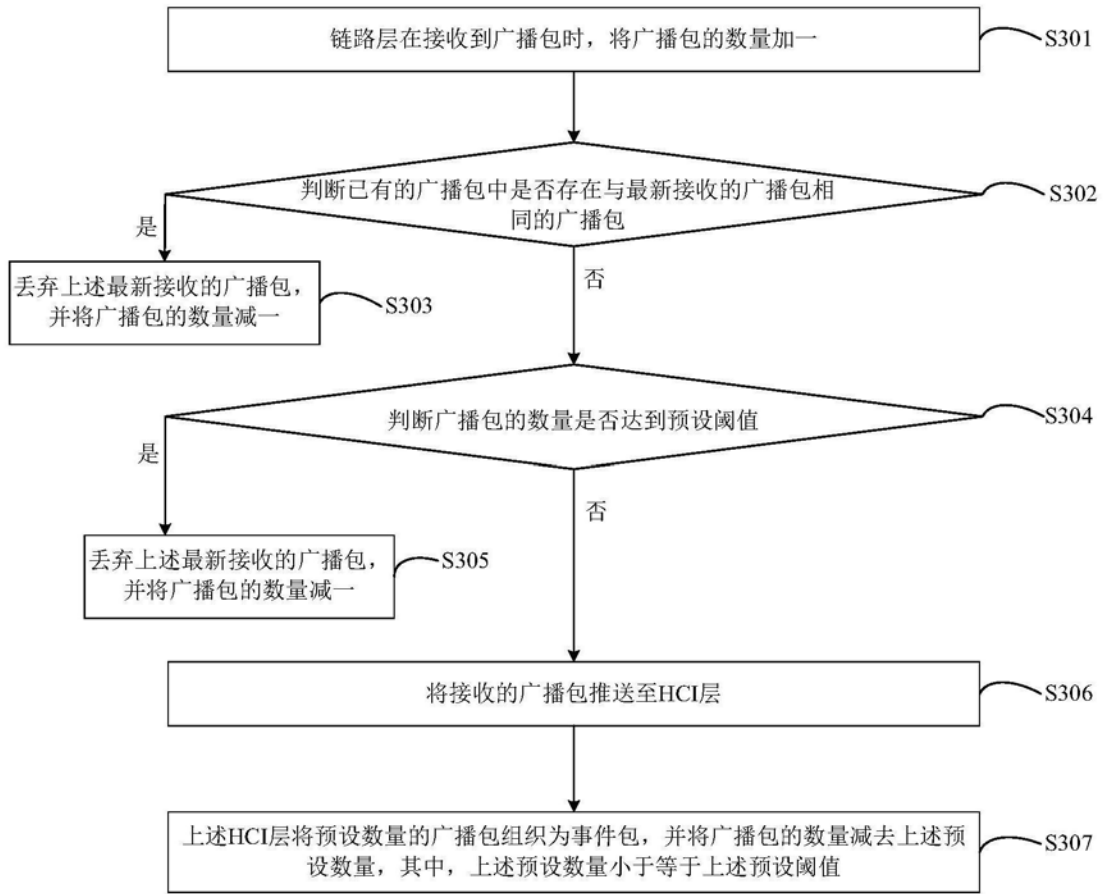 链路层在接收到广播包时，将广播包的数量加一
S301
判断已有的广播包中是否存在与最新接收的广播包相
同的广播包
S302
是
否
丢弃上述最新接收的广播包，
并将广播包的数量减一
S303
判断广播包的数量是否达到预设阈值
S304
是
否
丢弃上述最新接收的广播包，
并将广播包的数量减一
S305
将接收的广播包推送至HCI层
S306
上述HCI层将预设数量的广播包组织为事件包，并将广播包的数量减去上述预
设数量，其中，上述预设数量小于等于上述预设阈值
S307